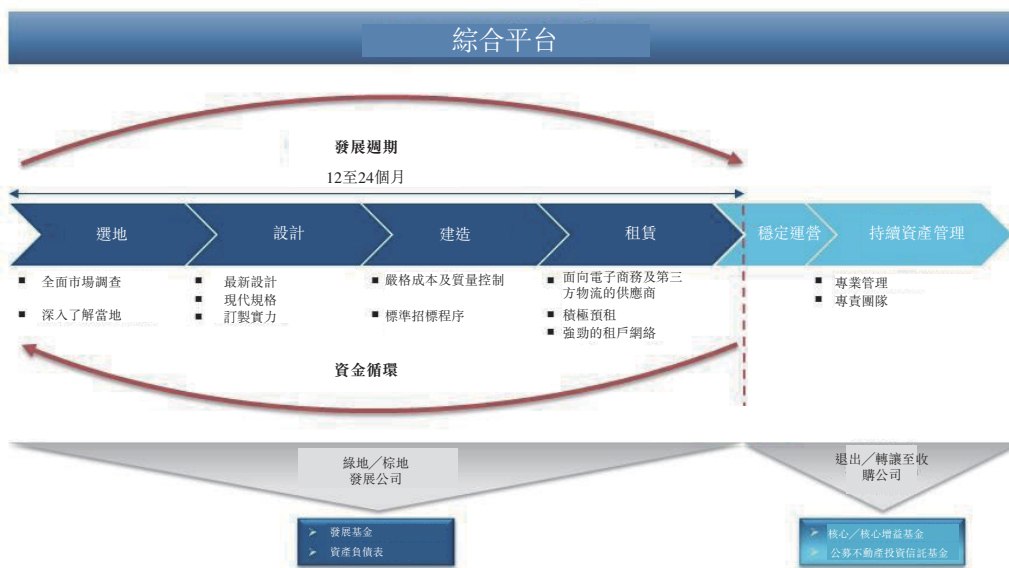 綜合平台
發展週期
12至24個月
選地
設計
建造
租賃
穩定運營
持續資產管理
■ 全面市場調查
■ 深入了解當地
■ 最新設計
■ 現代規格
■ 訂製實力
■ 嚴格成本及質量控制
■ 標準招標程序
■ 面向電子商務及第三
方物流的供應商
■ 積極預租
■ 強勁的租戶網絡
■ 專業管理
■ 專責團隊
資金循環
綠地／棕地
發展公司
退出／轉讓至收
購公司
➢ 發展基金
➢ 資產負債表
➢ 核心／核心增益基金
➢ 公募不動產投資信託基金